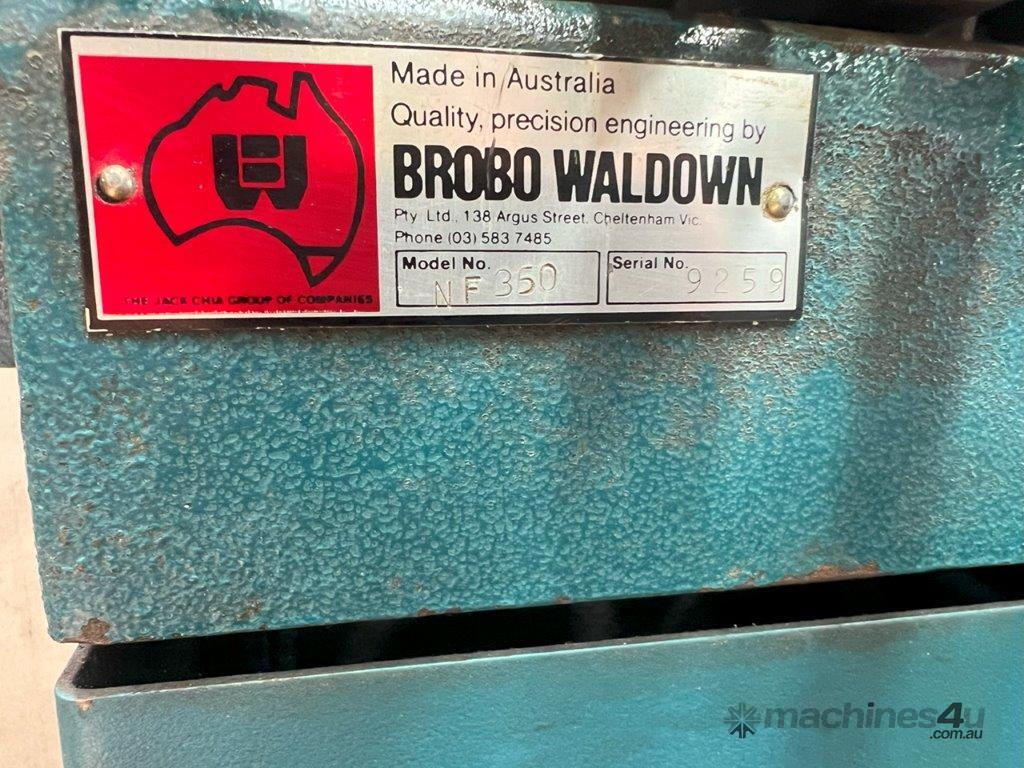 Made in Australia
Quality, precision engineering by
BROBO WALDOWN
Pty Ltd., 138 Argus Street. Cheltenham Vic.
Phone (03) 583 7485
Model No. NF 350
Serial No. 9259
BW
THE JACK CHIA GROUP OF COMPANIES
machines4u
.com.au